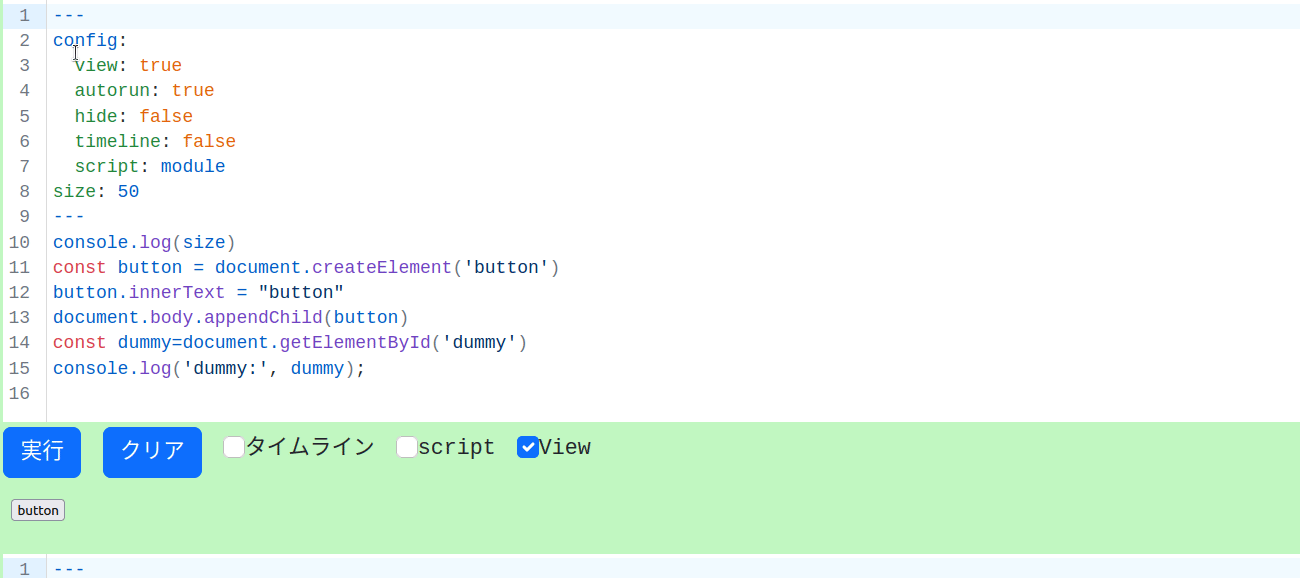 1 ---
2 config:
3   view: true
4   autorun: true
5   hide: false
6   timeline: false
7   script: module
8 size: 50
9 ---
10 console.log(size)
11 const button = document.createElement('button')
12 button.innerText = "button"
13 document.body.appendChild(button)
14 const dummy=document.getElementById('dummy')
15 console.log('dummy:', dummy);
16
実行 クリア タイムライン script View
button
1 ---